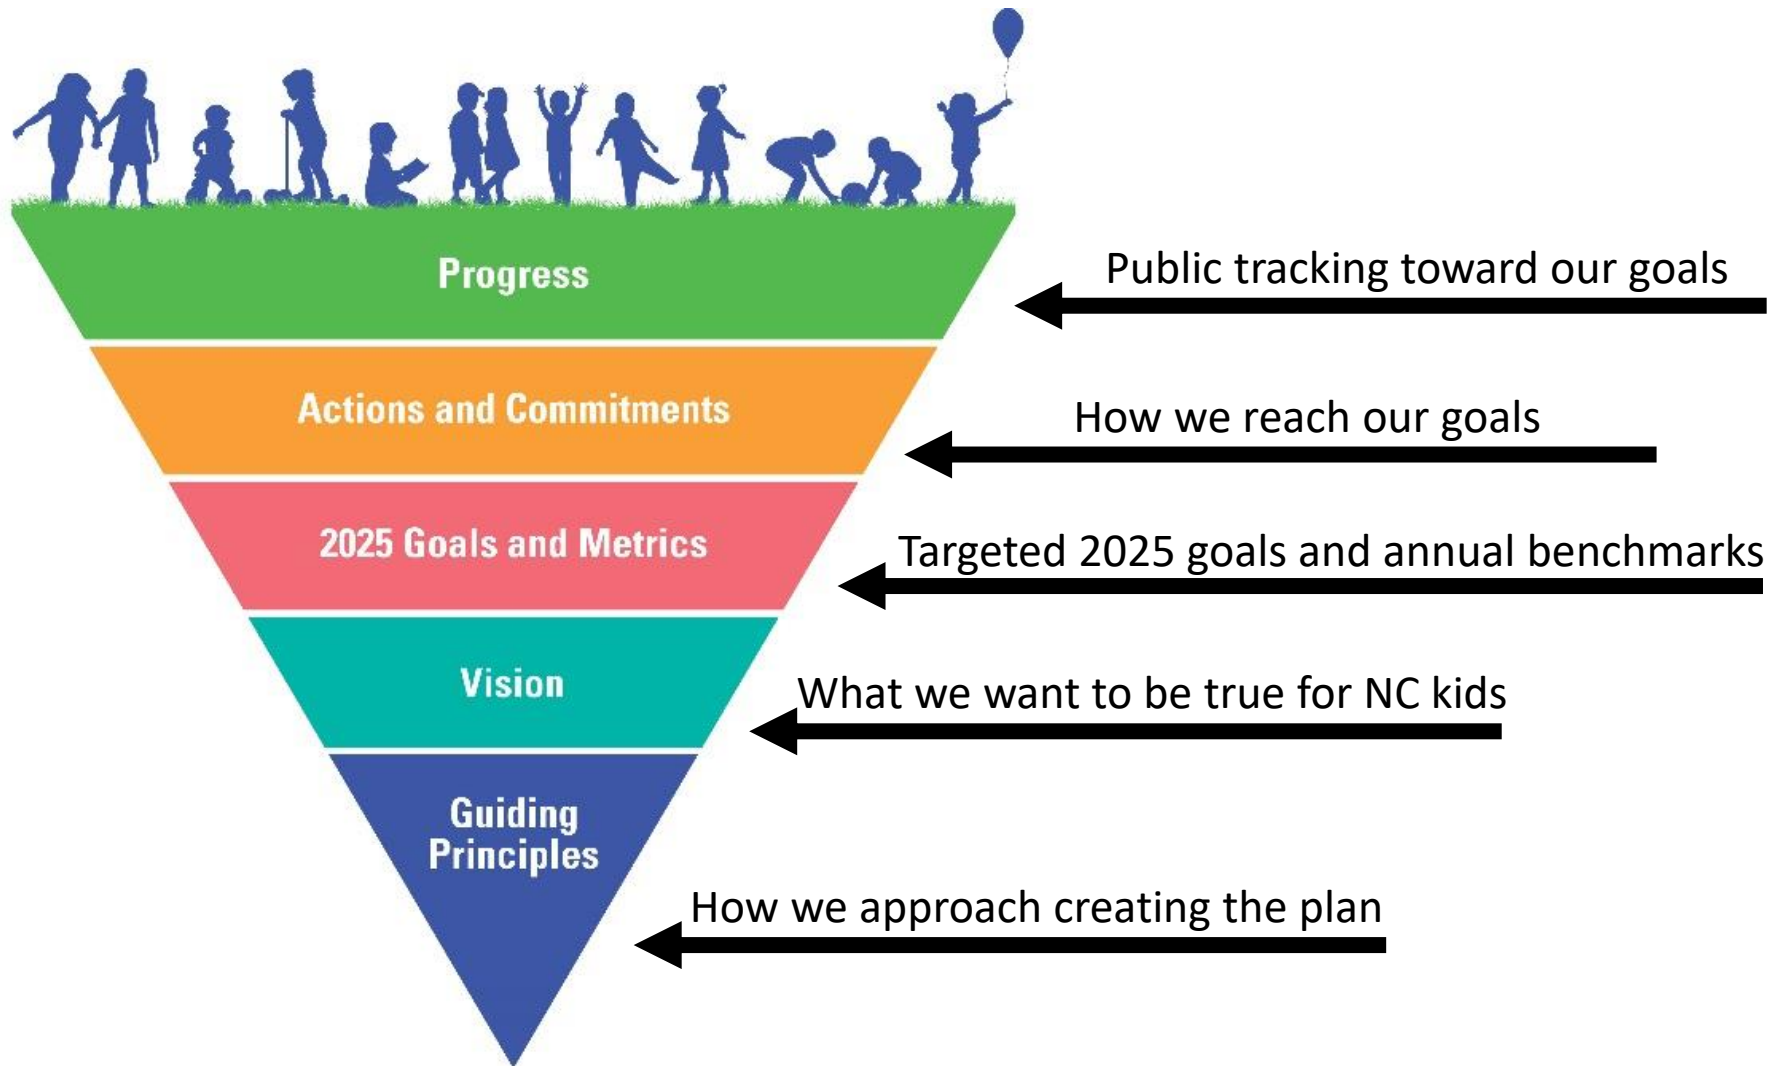 Progress
Public tracking toward our goals
Actions and Commitments
How we reach our goals
2025 Goals and Metrics
Targeted 2025 goals and annual benchmarks
Vision
What we want to be true for NC kids
Guiding
Principles
How we approach creating the plan